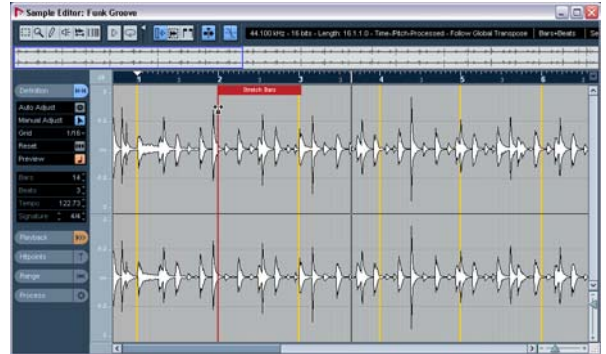 Sample Editor: Funk Groove
44.100 kHz - 16 bits - Length: 16.1.1.0 - Time-/Pitch-Processed - Follow Global Transpose
Bars+Beats
Definition
Auto Adjust
Manual Adjust
Grid 1/16
Reset
Preview
Bars 14
Beats 3
Tempo 122.73
Signature 4/4
Playback
Hitpoints
Range
Process
1 2 3 4 5 6
Stretch Bars